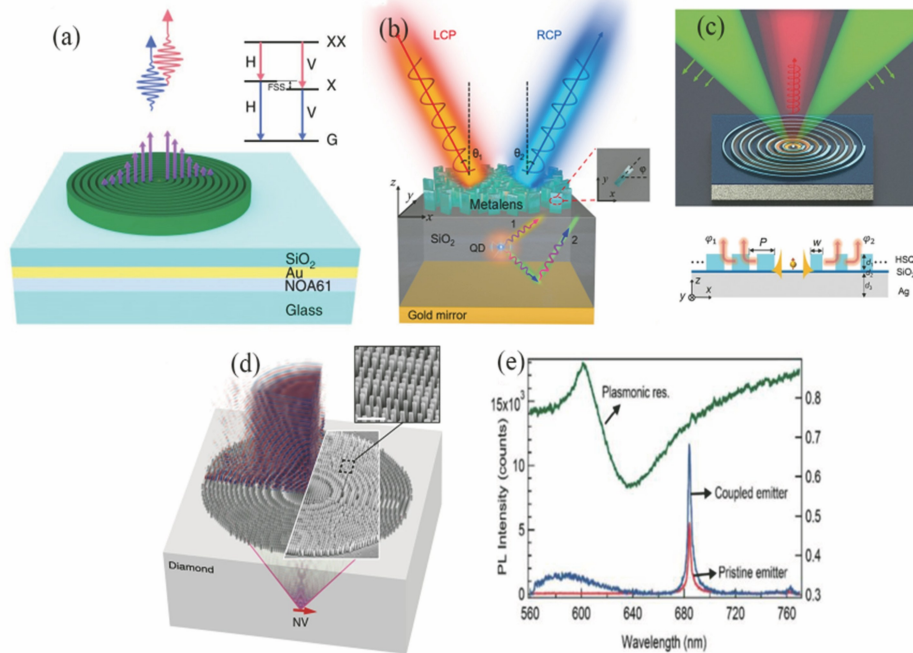 (a)
XX
H
V
FSS
X
H
V
G
SiO2
Au
NOA61
Glass
(b)
LCP
RCP
θ1
θ2
z
y
x
Metalens
y
φ
x
SiO2
QD
1
2
Gold mirror
(c)
φ1
P
w
φ2
HSQ
SiO2
Ag
d1
z
y
x
(d)
Diamond
NV
(e)
PL Intensity (counts)
15x10³
10
5
0
Plasmonic res.
Coupled emitter
Pristine emitter
0.8
0.7
0.6
0.5
0.4
0.3
560
600
640
680
720
760
Wavelength (nm)